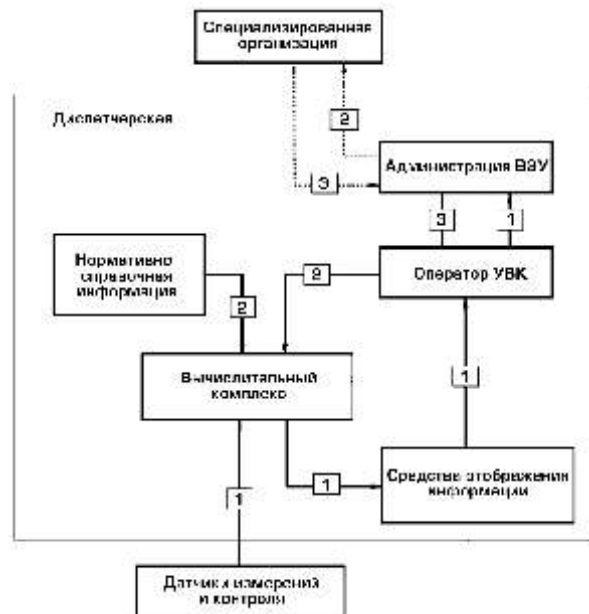 Специализированная
организация
Диспетчерская
2
Администрация ВЗУ
3
3
1
Нормативно
справочная
информация
Оператор УВК
2
2
Вычислительный
комплекс
1
Средства отображения
информации
1
1
Датчики измерений
и контроля